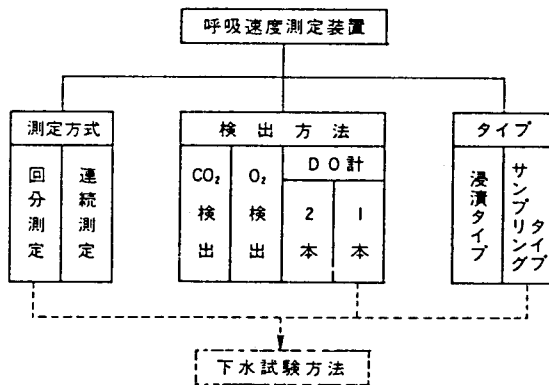 呼吸速度測定装置
測定方式
回分測定
連続測定
検出方法
CO₂検出
O₂検出
DO計
2本
1本
タイプ
浸漬タイプ
サンプリング
タイプ
下水試験方法